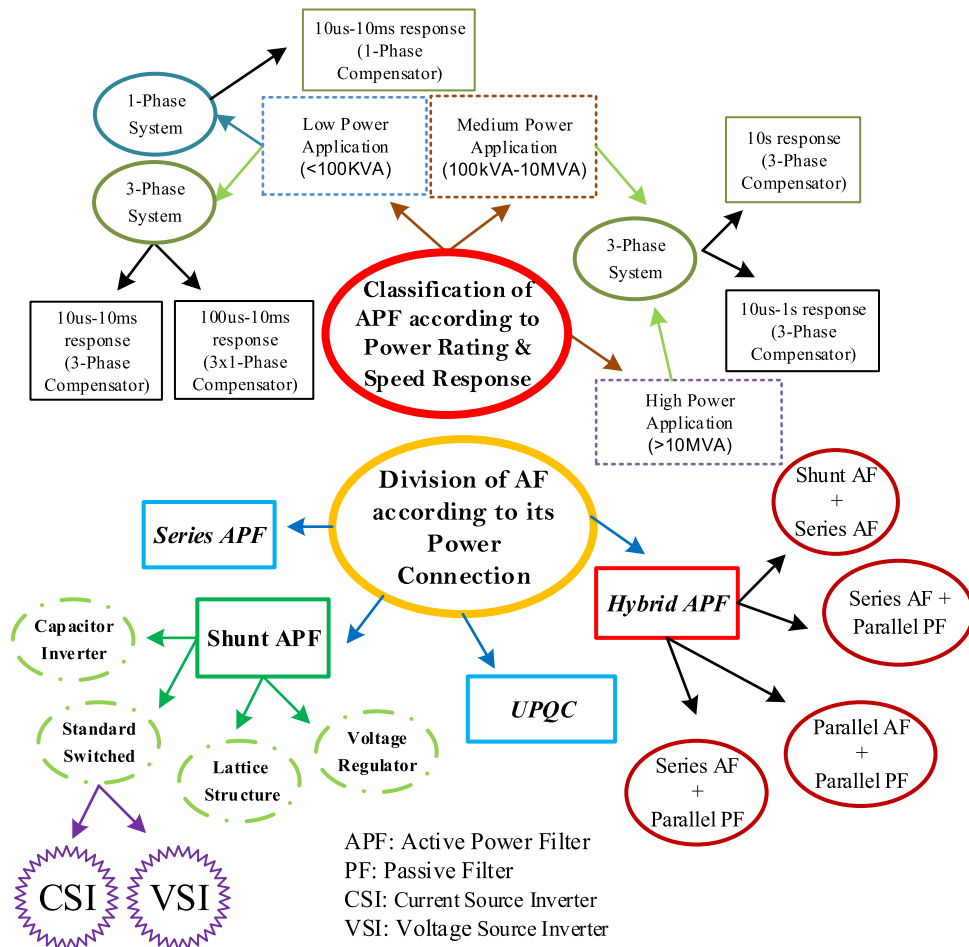 10us-10ms response
(1-Phase
Compensator)
1-Phase
System
Low Power
Application
(<100KVA)
Medium Power
Application
(100kVA-10MVA)
10s response
(3-Phase
Compensator)
3-Phase
System
3-Phase
System
Classification of
APF according to
Power Rating &
Speed Response
10us-10ms
response
(3-Phase
Compensator)
100us-10ms
response
(3x1-Phase
Compensator)
10us-1s response
(3-Phase
Compensator)
High Power
Application
(>10MVA)
Division of AF
according to its
Power
Connection
Series APF
Shunt AF
+
Series AF
Hybrid APF
Series AF +
Parallel PF
Capacitor
Inverter
Shunt APF
UPQC
Standard
Switched
Lattice
Structure
Voltage
Regulator
Series AF
+
Parallel PF
Parallel AF
+
Parallel PF
CSI
VSI
APF: Active Power Filter
PF: Passive Filter
CSI: Current Source Inverter
VSI: Voltage Source Inverter